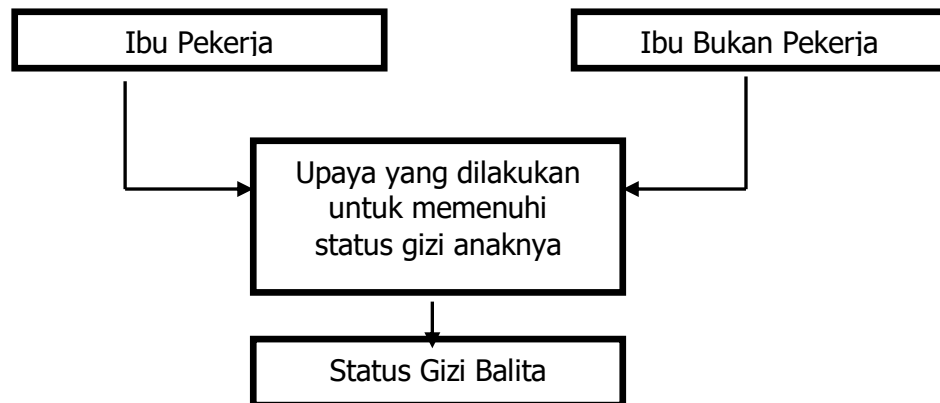 Ibu Pekerja
Ibu Bukan Pekerja
Upaya yang dilakukan
untuk memenuhi
status gizi anaknya
Status Gizi Balita